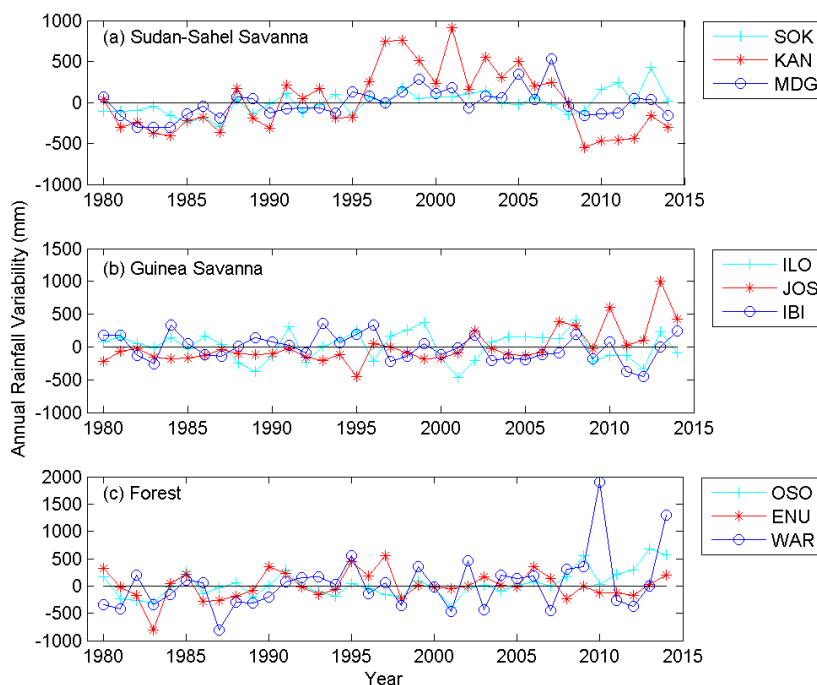 Annual Rainfall Variability (mm)
(a) Sudan-Sahel Savanna
1000
500
0
-500
-1000
1980 1985 1990 1995 2000 2005 2010 2015
SOK
KAN
MDG
(b) Guinea Savanna
1500
1000
500
0
-500
-1000
1980 1985 1990 1995 2000 2005 2010 2015
ILO
JOS
IBI
(c) Forest
2000
1500
1000
500
0
-500
-1000
1980 1985 1990 1995 2000 2005 2010 2015
OSO
ENU
WAR
Year